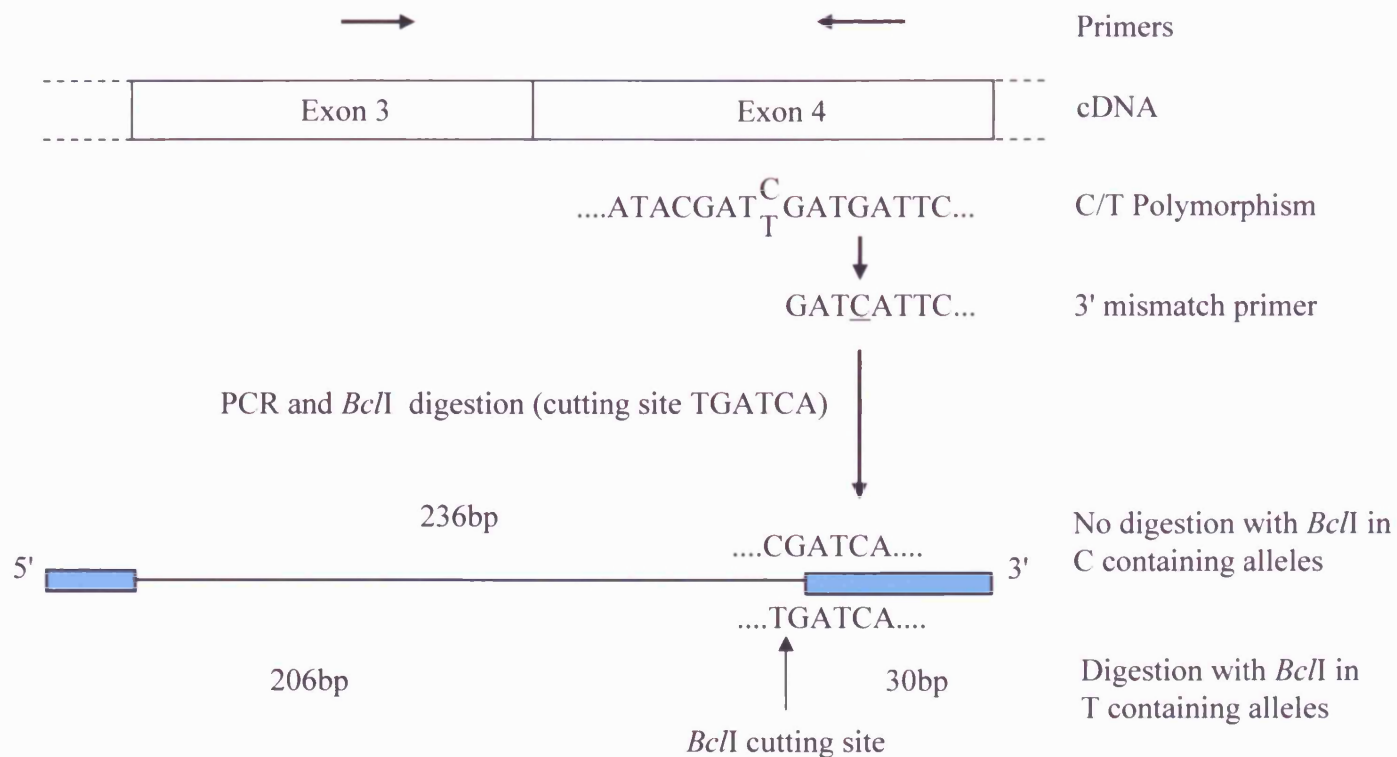 Primers
Exon 3
Exon 4
cDNA
C
....ATACGAT GATGATTC...
T
C/T Polymorphism
GATCATTC...
3' mismatch primer
PCR and BclI digestion (cutting site TGATCA)
236bp
....CGATCA....
No digestion with BclI in
C containing alleles
5'
3'
....TGATCA....
206bp
30bp
Digestion with BclI in
T containing alleles
BclI cutting site